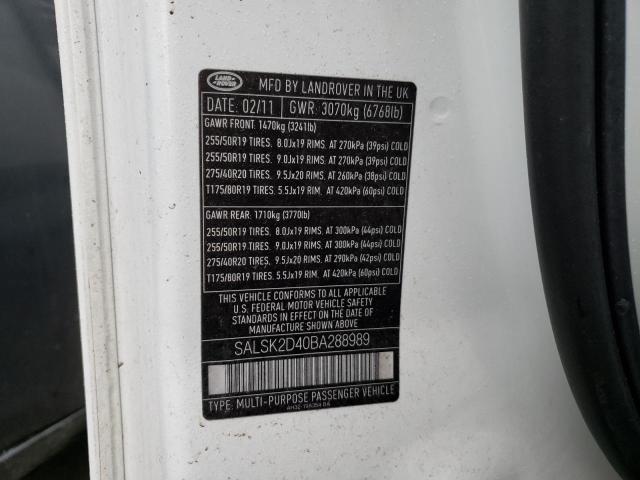 LAND
ROVER
MFD BY LANDROVER IN THE UK
DATE: 02/11 GWR: 3070kg (6768lb)
GAWR FRONT: 1470kg (3241lb)
255/50R19 TIRES. 8.0Jx19 RIMS. AT 270kPa (39psi) COLD
255/50R19 TIRES. 9.0Jx19 RIMS. AT 270kPa (39psi) COLD
275/40R20 TIRES. 9.5Jx20 RIMS. AT 260kPa (38psi) COLD
T175/80R19 TIRES. 5.5Jx19 RIM. AT 420kPa (60psi) COLD
GAWR REAR: 1710kg (3770lb)
255/50R19 TIRES. 8.0Jx19 RIMS. AT 300kPa (44psi) COLD
255/50R19 TIRES. 9.0Jx19 RIMS. AT 300kPa (44psi) COLD
275/40R20 TIRES. 9.5Jx20 RIMS. AT 290kPa (42psi) COLD
T175/80R19 TIRES. 5.5Jx19 RIM. AT 420kPa (60psi) COLD
THIS VEHICLE CONFORMS TO ALL APPLICABLE
U.S. FEDERAL MOTOR VEHICLE SAFETY
STANDARDS IN EFFECT ON THE DATE OF
MANUFACTURE SHOWN ABOVE
SALSK2D40BA288989
TYPE: MULTI-PURPOSE PASSENGER VEHICLE